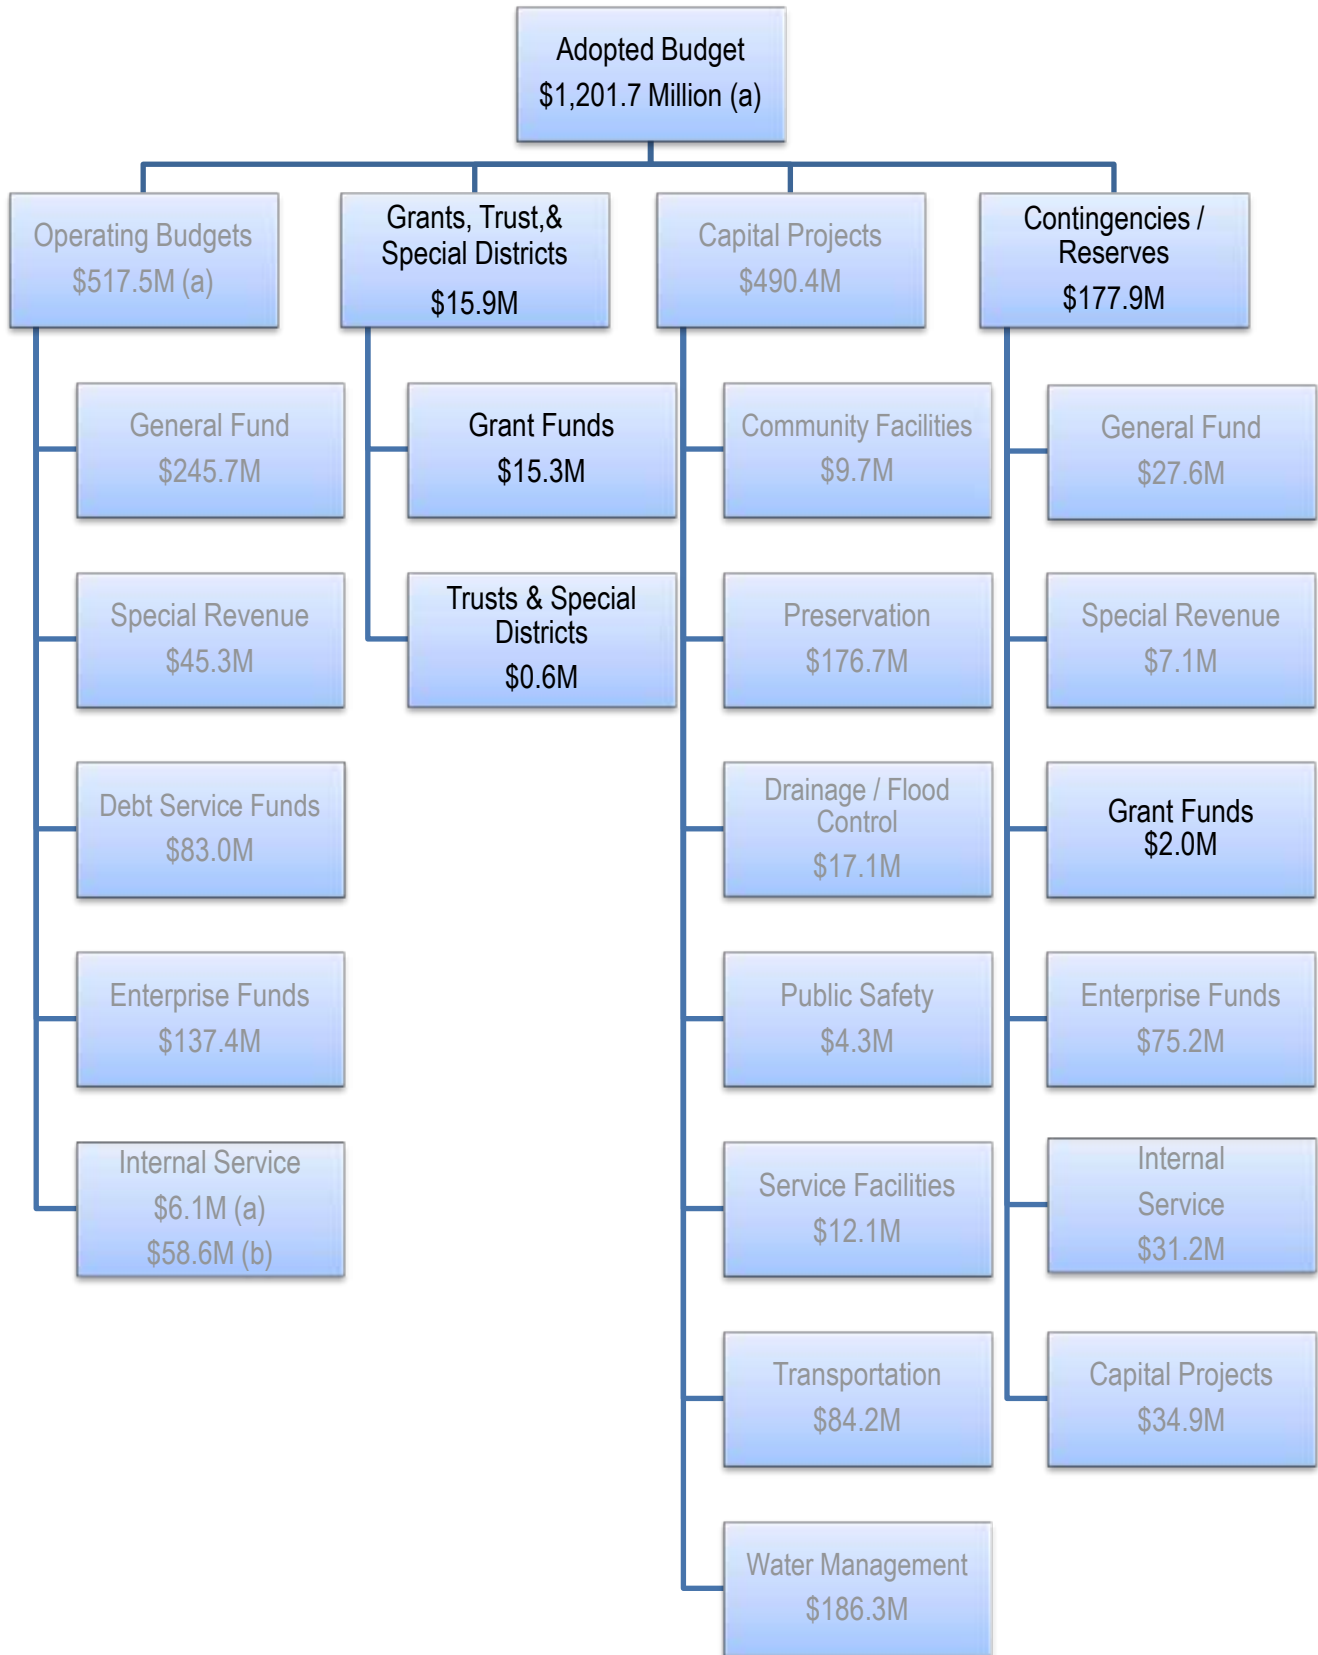 Adopted Budget
$1,201.7 Million (a)
Operating Budgets
$517.5M (a)
General Fund
$245.7M
Special Revenue
$45.3M
Debt Service Funds
$83.0M
Enterprise Funds
$137.4M
Internal Service
$6.1M (a)
$58.6M (b)
Grants, Trust,&
Special Districts
$15.9M
Grant Funds
$15.3M
Trusts & Special
Districts
$0.6M
Capital Projects
$490.4M
Community Facilities
$9.7M
Preservation
$176.7M
Drainage / Flood
Control
$17.1M
Public Safety
$4.3M
Service Facilities
$12.1M
Transportation
$84.2M
Water Management
$186.3M
Contingencies /
Reserves
$177.9M
General Fund
$27.6M
Special Revenue
$7.1M
Grant Funds
$2.0M
Enterprise Funds
$75.2M
Internal
Service
$31.2M
Capital Projects
$34.9M